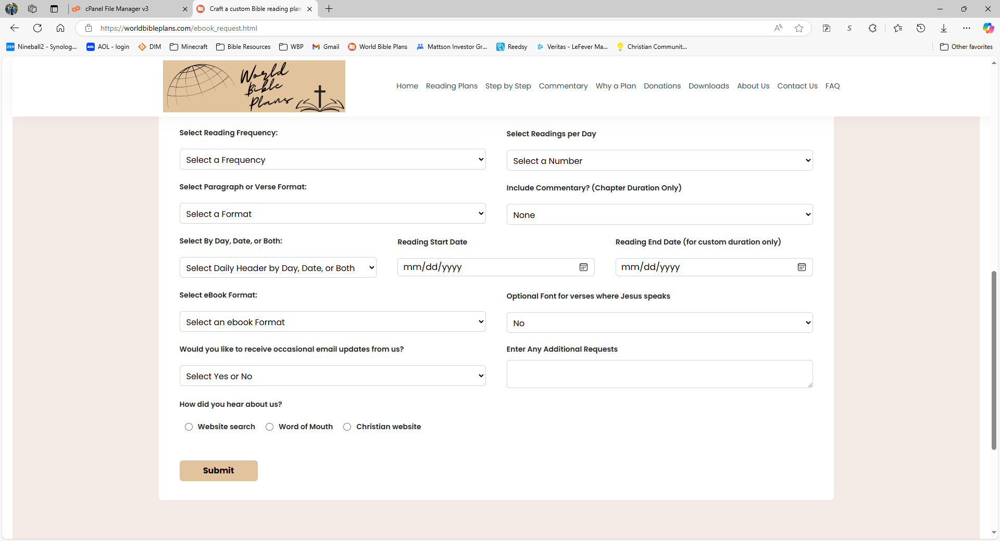 cPanel File Manager v3
Craft a custom Bible reading plan
https://worldbibleplans.com/ebook_request.html
Nineball2 - Synolog... AOL - login DIM Minecraft Bible Resources WBP Gmail World Bible Plans Mattson Investor Gr... Reedsy Veritas - LeFever Ma... Christian Communit... Other favorites
World
Bible
Plans
Home Reading Plans Step by Step Commentary Why a Plan Donations Downloads About Us Contact Us FAQ
Select Reading Frequency:
Select a Frequency
Select Readings per Day
Select a Number
Select Paragraph or Verse Format:
Select a Format
Include Commentary? (Chapter Duration Only)
None
Select By Day, Date, or Both:
Select Daily Header by Day, Date, or Both
Reading Start Date
mm/dd/yyyy
Reading End Date (for custom duration only)
mm/dd/yyyy
Select eBook Format:
Select an ebook Format
Optional Font for verses where Jesus speaks
No
Would you like to receive occasional email updates from us?
Select Yes or No
Enter Any Additional Requests
How did you hear about us?
Website search Word of Mouth Christian website
Submit